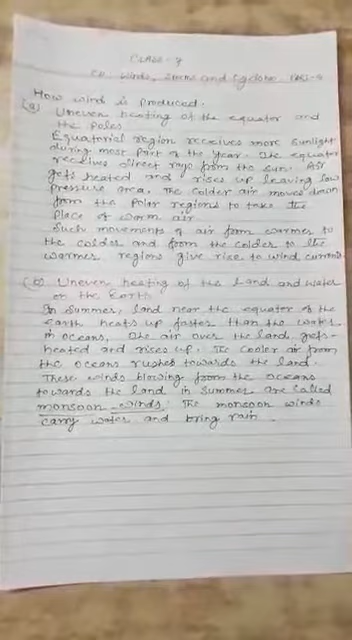 CLASS-7
CH. Winds, Storms and Cyclone
How wind is produced.
(a) Uneven heating of the equator and
the poles
Equatorial region receives more sunlight
during most part of the year. The equator
receives direct rays from the sun. Air
gets heated and rises up leaving low
pressure area. The colder air moves down
from the Polar regions to take the
place of warm air
Such movements of air from warmer to
the colder and from the colder to the
warmer regions give rise to wind current
(b) Uneven heating of the land and water
on the Earth
In Summer, land near the equator of the
earth heats up faster than the water
in oceans, The air over the land gets
heated and rises up. The cooler air from
the oceans rushes towards the land.
These winds blowing from the oceans
towards the land in Summer are called
monsoon winds. The monsoon winds
carry water and bring rain.